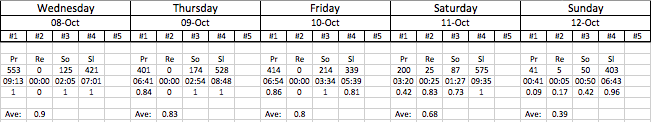 Wednesday Thursday Friday Saturday Sunday
08-Oct 09-Oct 10-Oct 11-Oct 12-Oct
#1 #2 #3 #4 #5 #1 #2 #3 #4 #5 #1 #2 #3 #4 #5 #1 #2 #3 #4 #5 #1 #2 #3 #4 #5
Pr Re So Sl Pr Re So Sl Pr Re So Sl Pr Re So Sl Pr Re So Sl
553 0 125 421 401 0 174 528 414 0 214 339 200 25 87 575 41 5 50 403
09:13 00:00 02:05 07:01 06:41 00:00 02:54 08:48 06:54 00:00 03:34 05:39 03:20 00:25 01:27 09:35 00:41 00:05 00:50 06:43
1 0 1 1 0.84 0 1 1 0.86 0 1 0.81 0.42 0.83 0.73 1 0.09 0.17 0.42 0.96
Ave: 0.9 Ave: 0.83 Ave: 0.8 Ave: 0.68 Ave: 0.39